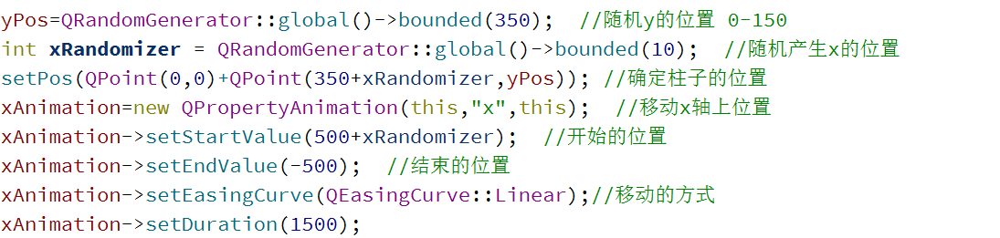 yPos=QRandomGenerator::global()->bounded(350);  //随机y的位置 0-150
int xRandomizer = QRandomGenerator::global()->bounded(10);  //随机产生x的位置
setPos(QPoint(0,0)+QPoint(350+xRandomizer,yPos)); //确定柱子的位置
xAnimation=new QPropertyAnimation(this,"x",this);  //移动x轴上位置
xAnimation->setStartValue(500+xRandomizer);  //开始的位置
xAnimation->setEndValue(-500);  //结束的位置
xAnimation->setEasingCurve(QEasingCurve::Linear);//移动的方式
xAnimation->setDuration(1500);